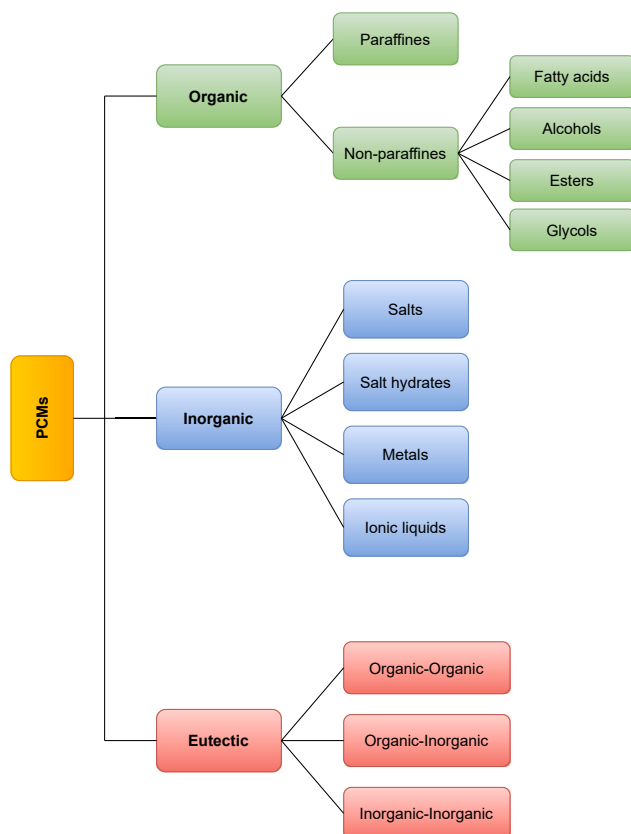 PCMs
Organic
Paraffines
Non-paraffines
Fatty acids
Alcohols
Esters
Glycols
Inorganic
Salts
Salt hydrates
Metals
Ionic liquids
Eutectic
Organic-Organic
Organic-Inorganic
Inorganic-Inorganic